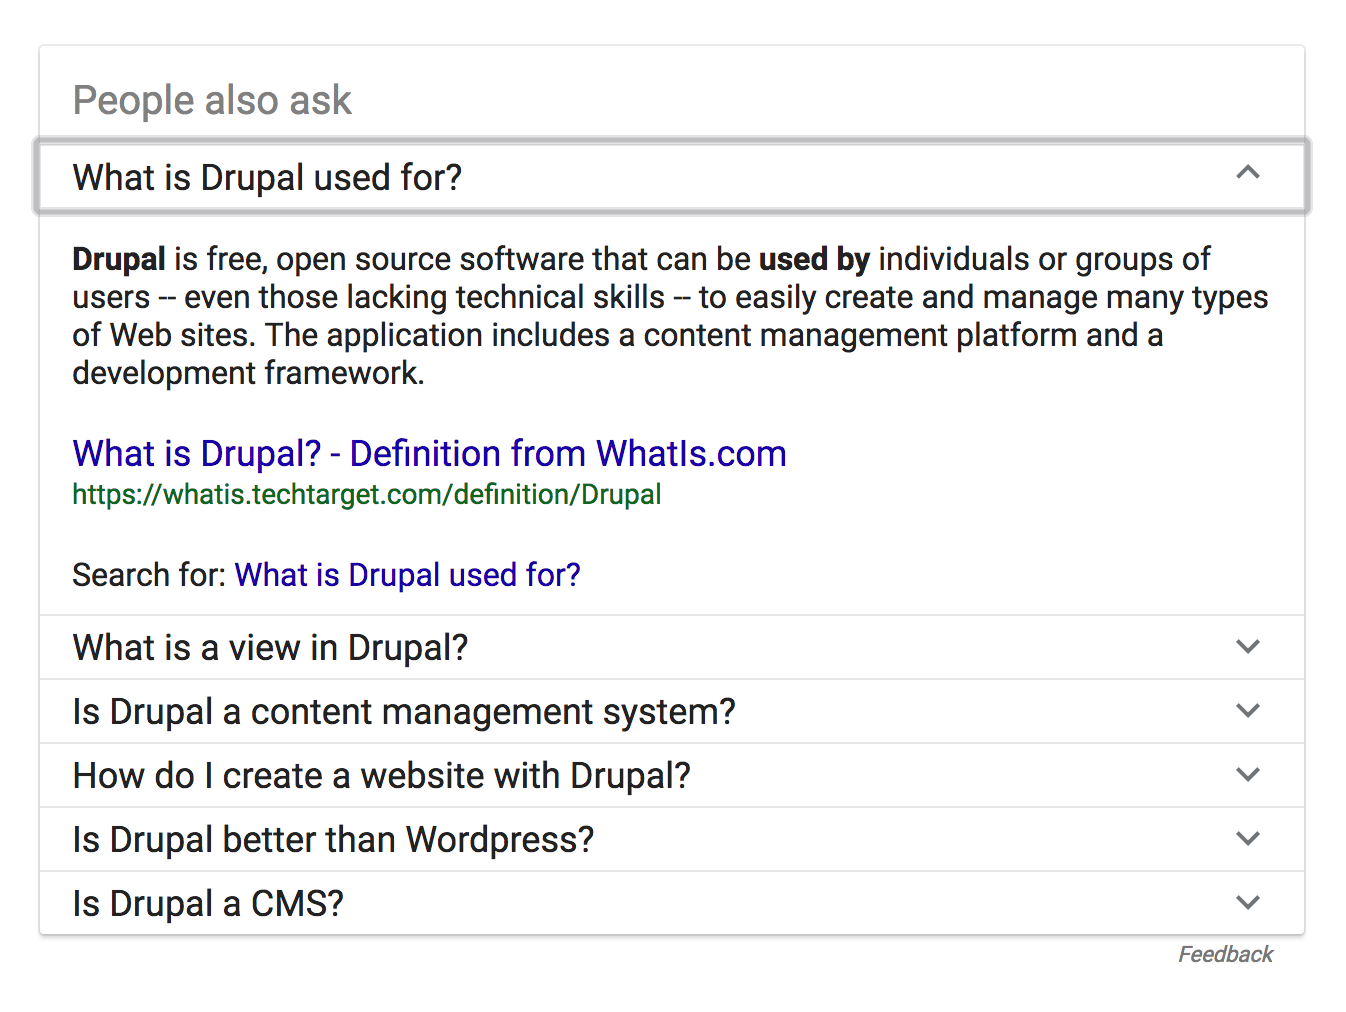 People also ask
What is Drupal used for?
Drupal is free, open source software that can be used by individuals or groups of
users -- even those lacking technical skills -- to easily create and manage many types
of Web sites. The application includes a content management platform and a
development framework.
What is Drupal? - Definition from WhatIs.com
https://whatis.techtarget.com/definition/Drupal
Search for: What is Drupal used for?
What is a view in Drupal?
Is Drupal a content management system?
How do I create a website with Drupal?
Is Drupal better than Wordpress?
Is Drupal a CMS?
Feedback